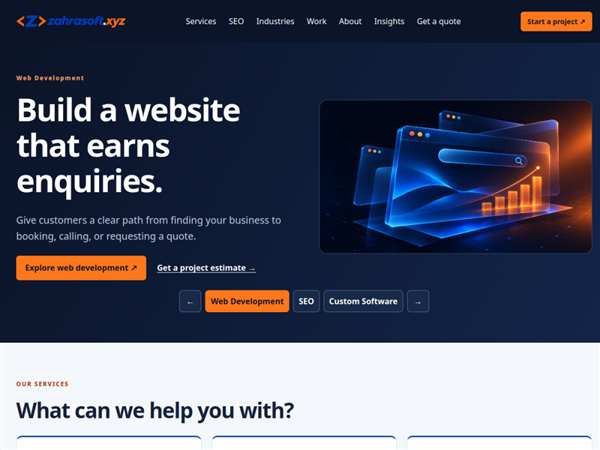 zahrasoft.xyz
Services SEO Industries Work About Insights Get a quote
Start a project ↗
Web Development
Build a website
that earns
enquiries.
Give customers a clear path from finding your business to
booking, calling, or requesting a quote.
Explore web development ↗
Get a project estimate →
← Web Development SEO Custom Software →
OUR SERVICES
What can we help you with?